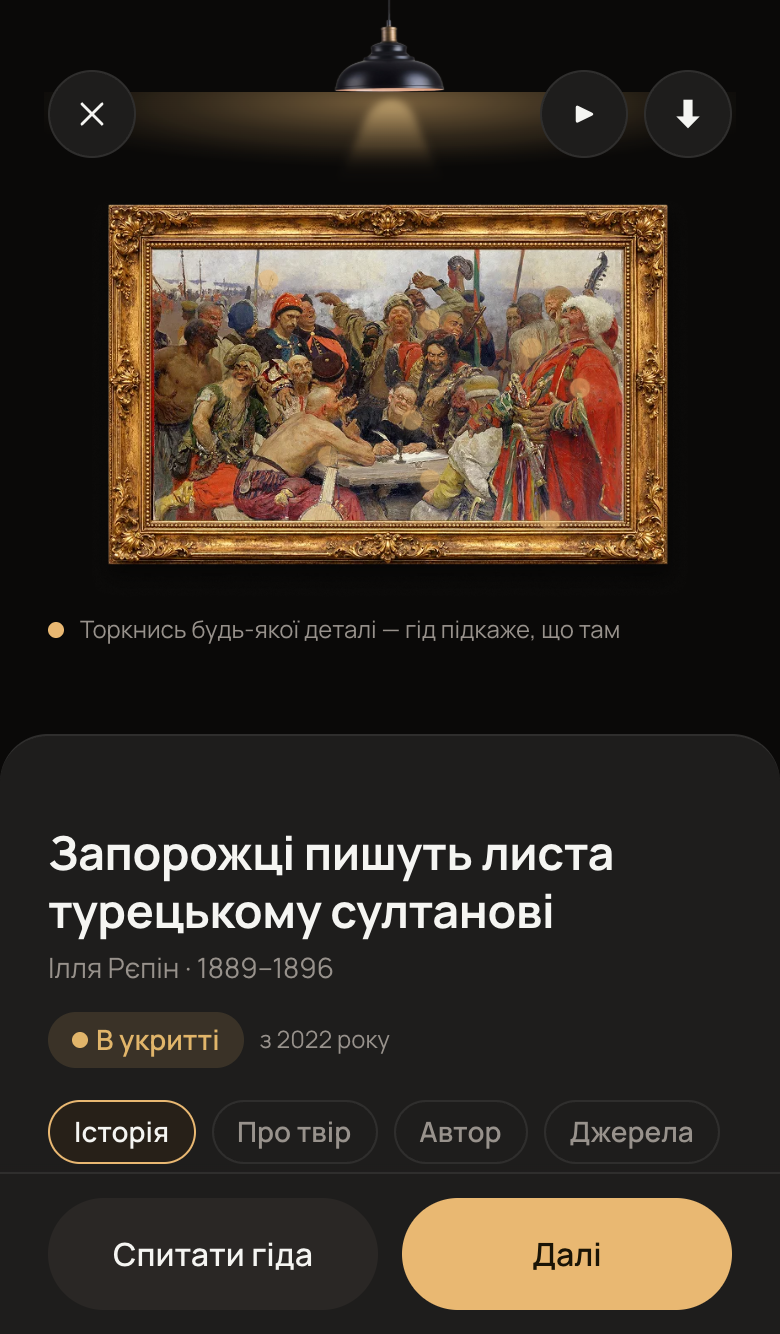 Торкнись будь-якої деталі — гід підкаже, що там
Запорожці пишуть листа
турецькому султанові
Ілля Рєпін · 1889–1896
В укритті з 2022 року
Історія Про твір Автор Джерела
Спитати гіда Далі